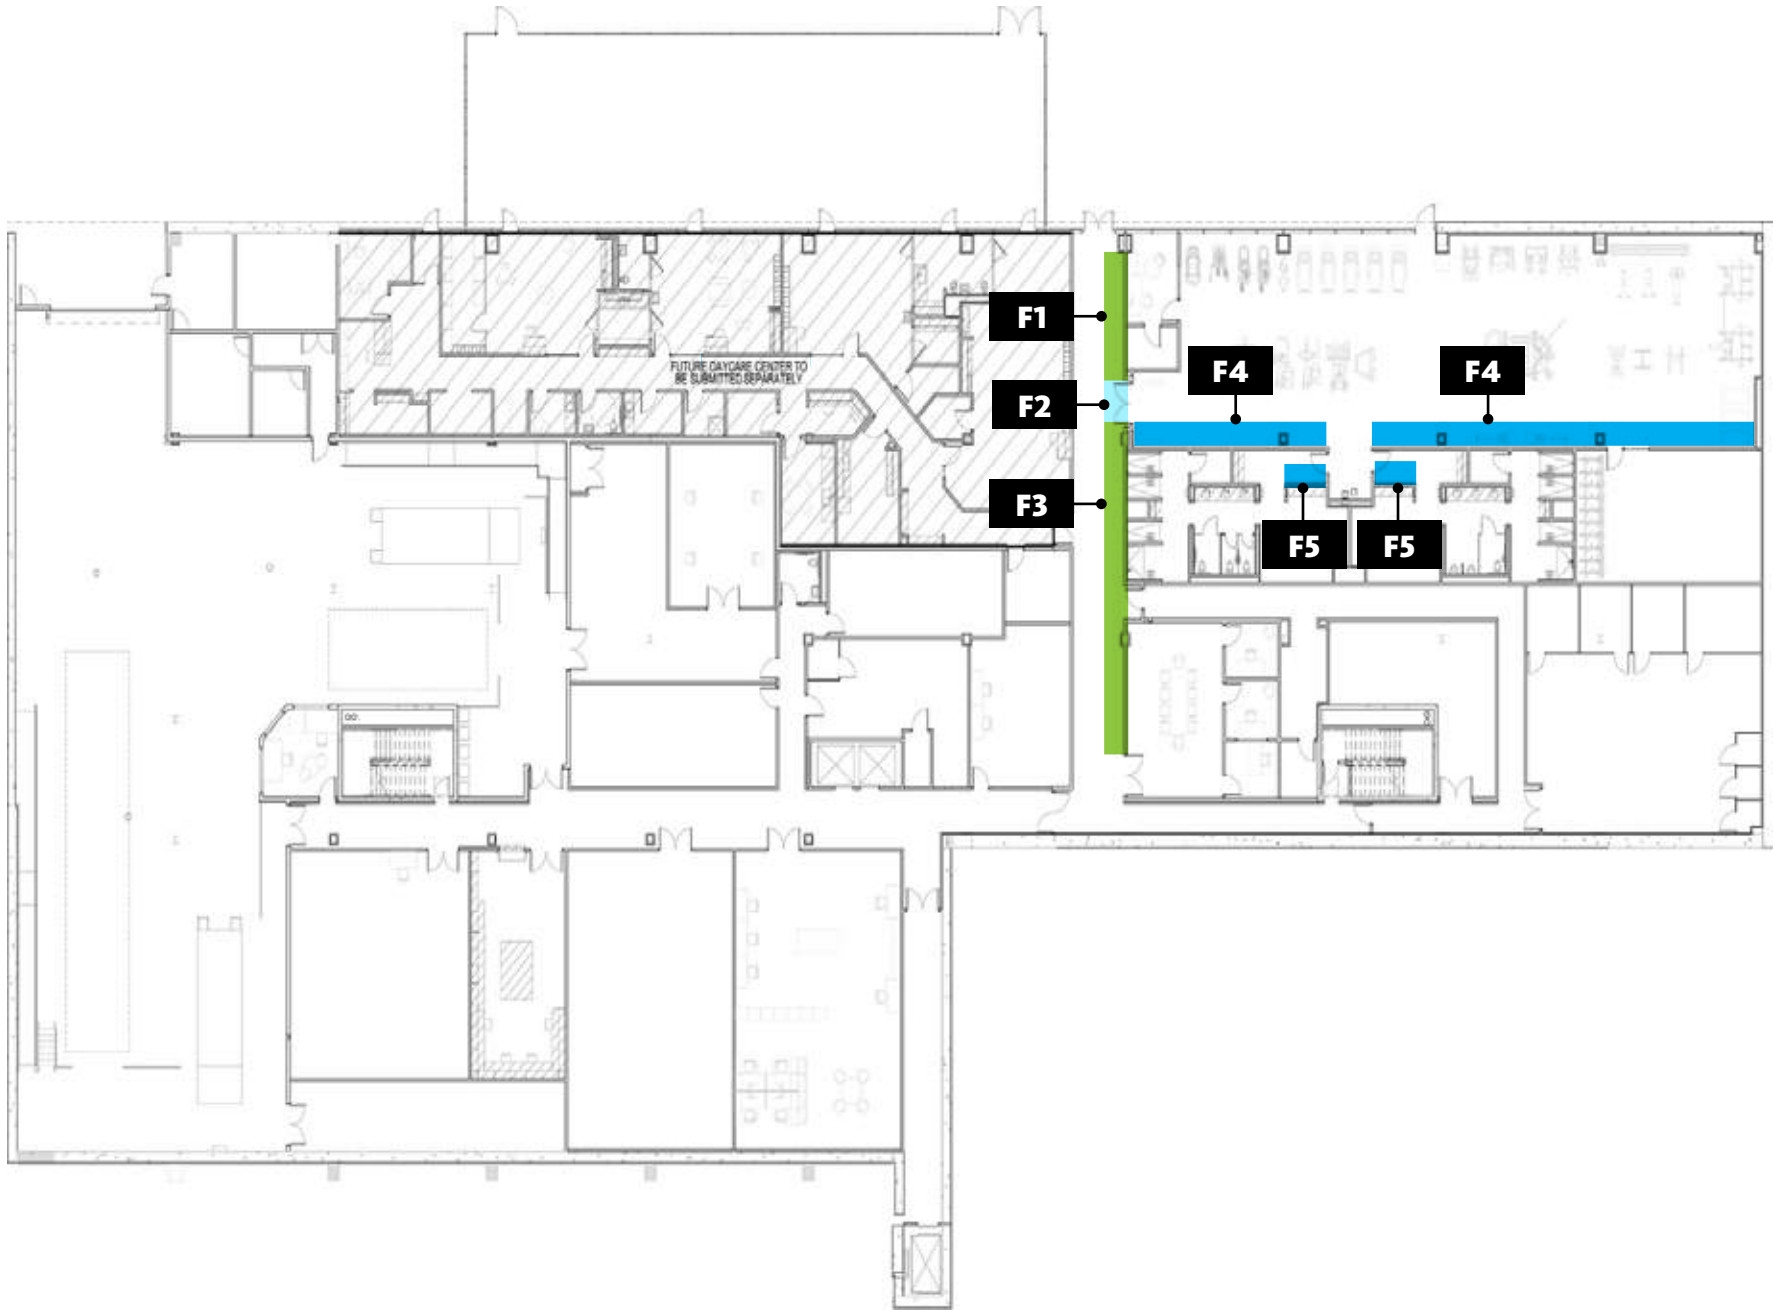 F1
FUTURE DAYCARE CENTER TO
BE SUBMITTED SEPARATELY
F4
F4
F2
F3
F5
F5